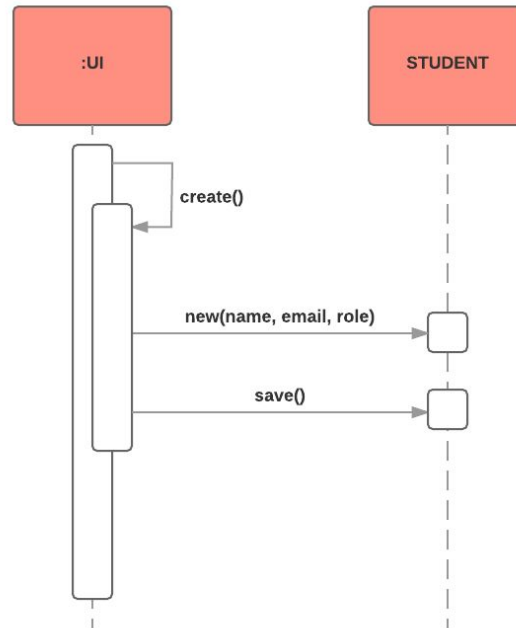 :UI
STUDENT
create()
new(name, email, role)
save()